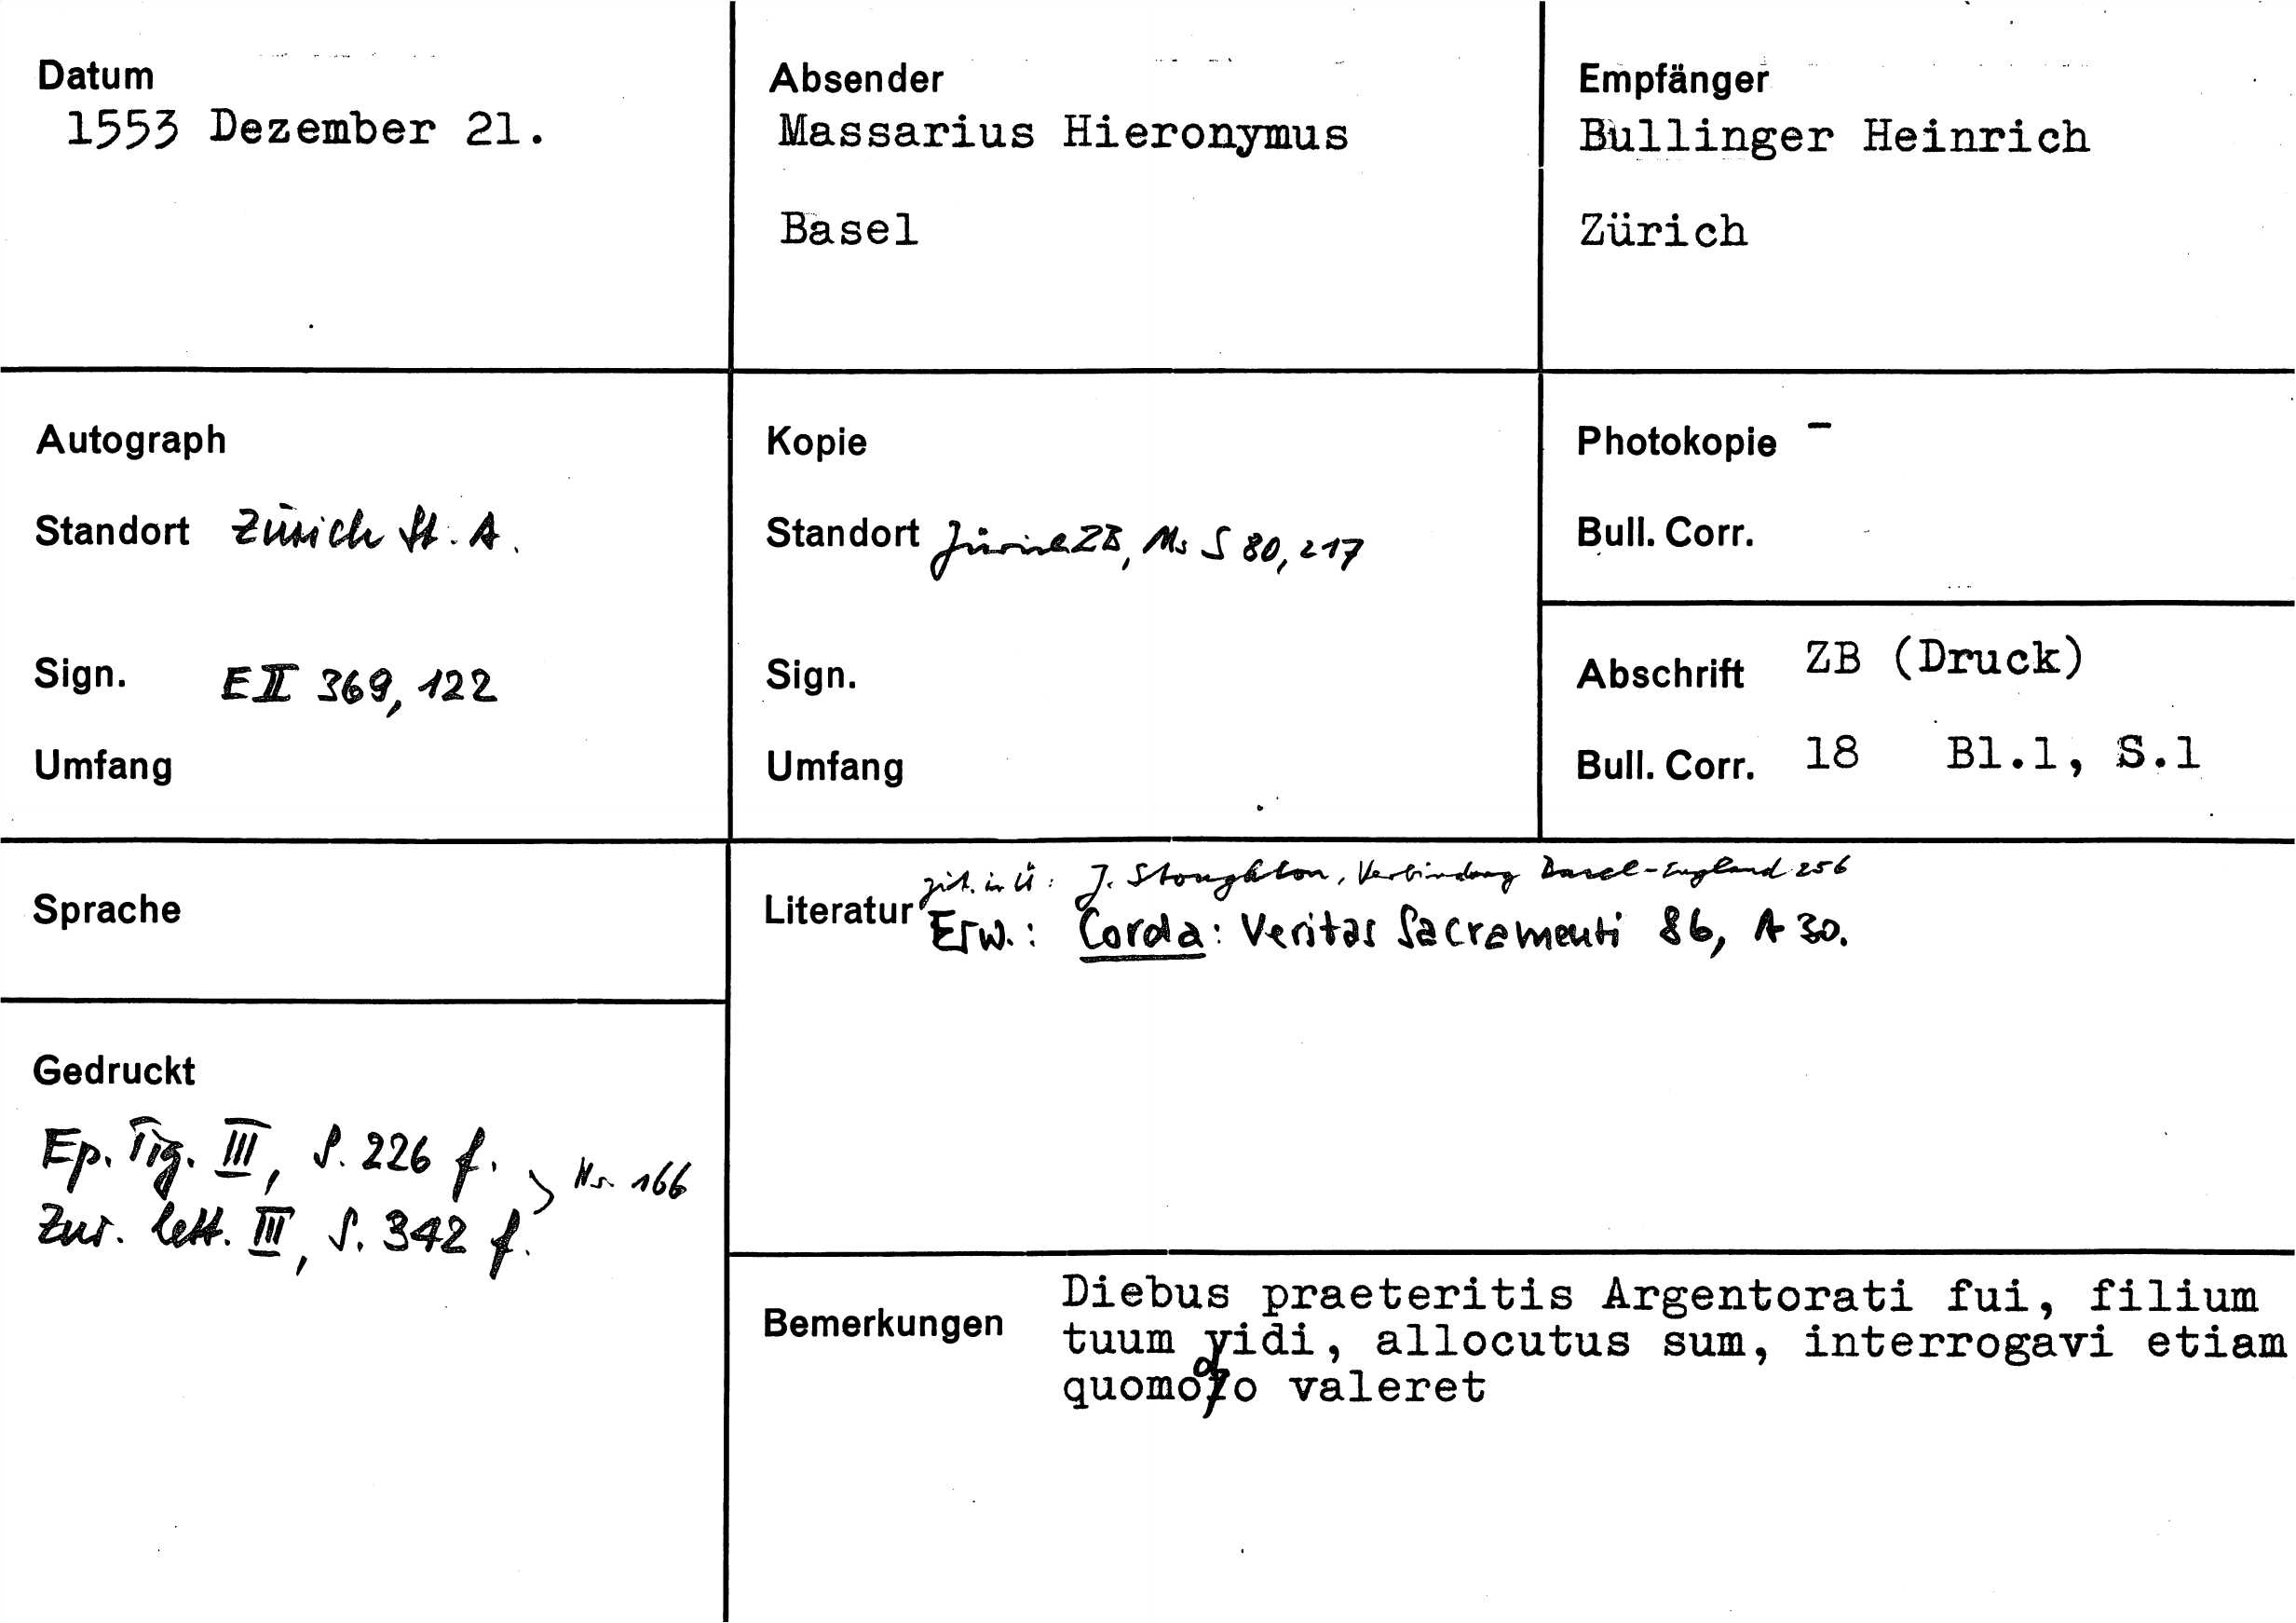 Datum
1553 Dezember 21.
Absender
Massarius Hieronymus
Basel
Empfänger
Bullinger Heinrich
Zürich
Autograph
Standort Zürich St. A.
Sign. E II 369, 122
Umfang
Kopie
Standort Zürich ZB, Ms S 80, 217
Sign.
Umfang
Photokopie -
Bull. Corr.
Abschrift ZB (Druck)
Bull. Corr. 18 Bl.1, S.1
Sprache
Gedruckt
Ep. Tig. III, S. 226 f.
Zur. lett. III, S. 342 f.
Nr. 166
Literatur
zit. in Ü: J. Stoughton, Verbindung Basel-England 256
Erw.: Corda: Veritas Sacramenti 86, A 30.
Bemerkungen
Diebus praeteritis Argentorati fui, filium
tuum vidi, allocutus sum, interrogavi etiam
quomodo valeret